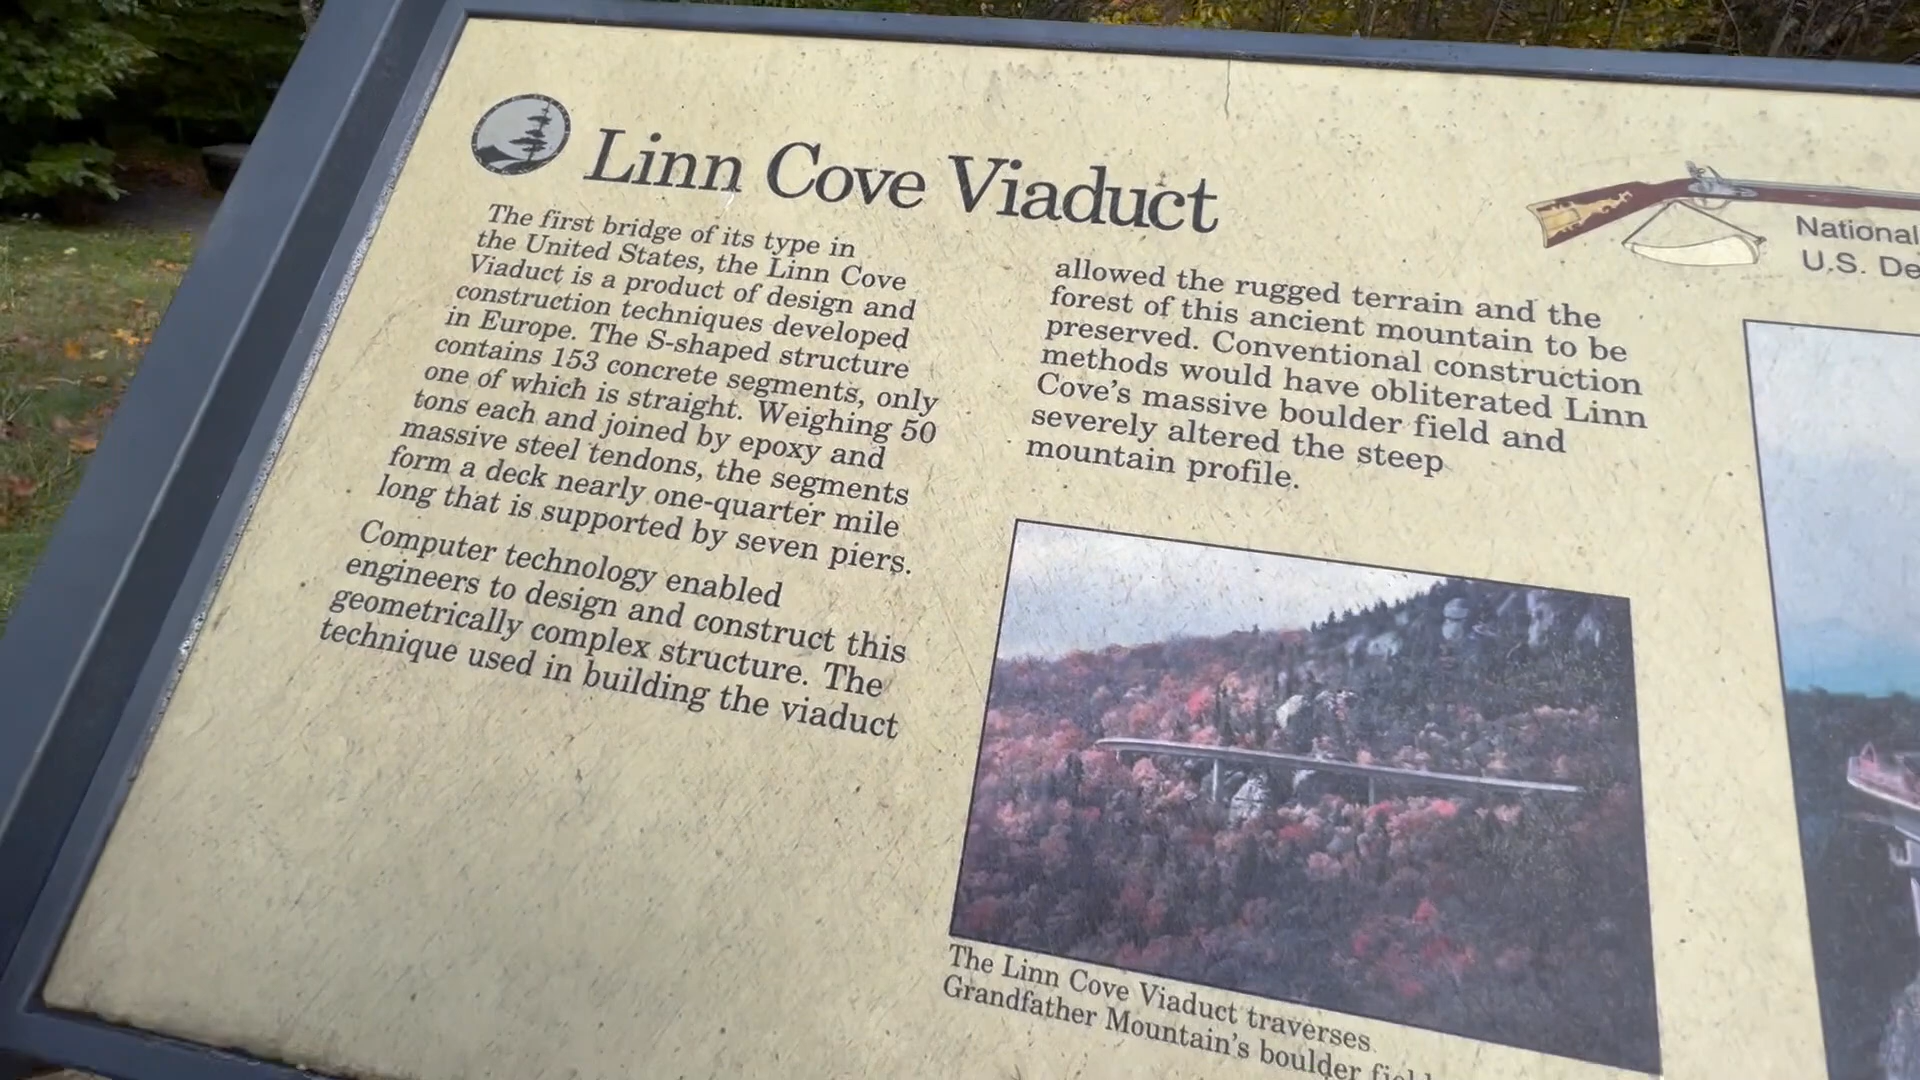 Linn Cove Viaduct
The first bridge of its type in
the United States, the Linn Cove
Viaduct is a product of design and
construction techniques developed
in Europe. The S-shaped structure
contains 153 concrete segments, only
one of which is straight. Weighing 50
tons each and joined by epoxy and
massive steel tendons, the segments
form a deck nearly one-quarter mile
long that is supported by seven piers.
Computer technology enabled
engineers to design and construct this
geometrically complex structure. The
technique used in building the viaduct
allowed the rugged terrain and the
forest of this ancient mountain to be
preserved. Conventional construction
methods would have obliterated Linn
Cove's massive boulder field and
severely altered the steep
mountain profile.
National
U.S. De
The Linn Cove Viaduct traverses
Grandfather Mountain's boulder